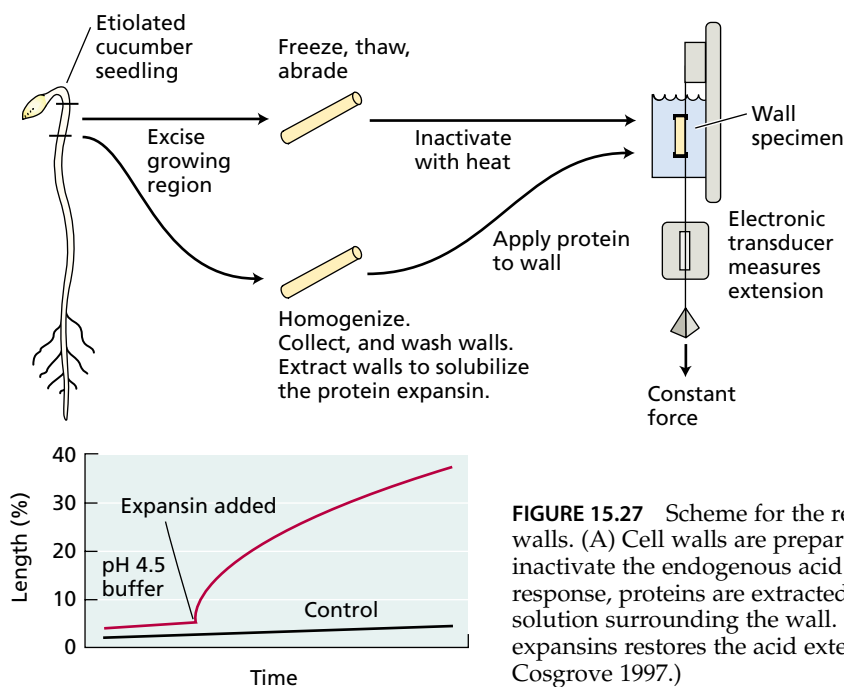 Etiolated
cucumber
seedling
Freeze, thaw,
abrade
Excise
growing
region
Inactivate
with heat
Wall
specimen
Apply protein
to wall
Electronic
transducer
measures
extension
Homogenize.
Collect, and wash walls.
Extract walls to solubilize
the protein expansin.
Constant
force
40
30
20
10
0
Length (%)
Expansin added
pH 4.5
buffer
Control
Time
FIGURE 15.27 Scheme for the re
walls. (A) Cell walls are prepar
inactivate the endogenous acid
response, proteins are extracted
solution surrounding the wall.
expansins restores the acid exte
Cosgrove 1997.)